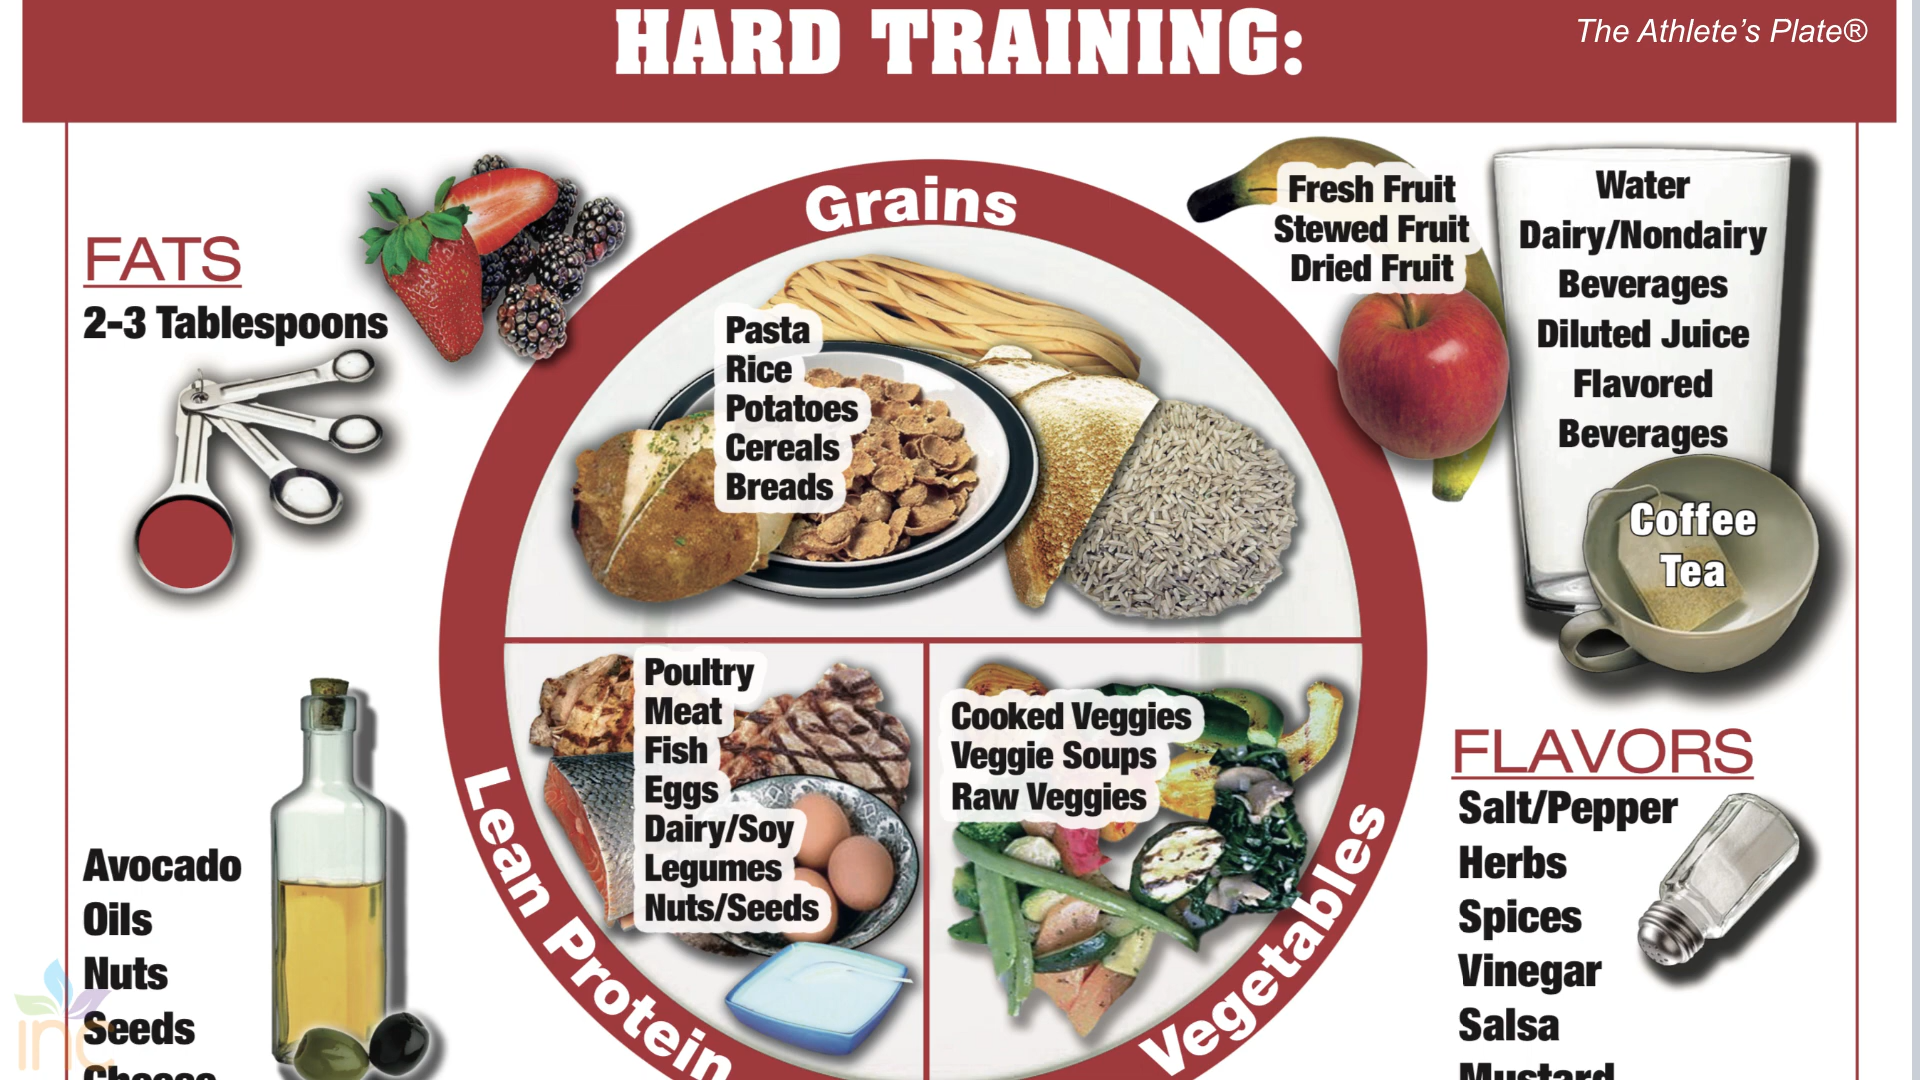 HARD TRAINING:
The Athlete's Plate®
FATS
2-3 Tablespoons
Avocado
Oils
Nuts
Seeds
Cheese
Grains
Pasta
Rice
Potatoes
Cereals
Breads
Lean Protein
Poultry
Meat
Fish
Eggs
Dairy/Soy
Legumes
Nuts/Seeds
Vegetables
Cooked Veggies
Veggie Soups
Raw Veggies
Fresh Fruit
Stewed Fruit
Dried Fruit
Water
Dairy/Nondairy
Beverages
Diluted Juice
Flavored
Beverages
Coffee
Tea
FLAVORS
Salt/Pepper
Herbs
Spices
Vinegar
Salsa
Mustard
inc